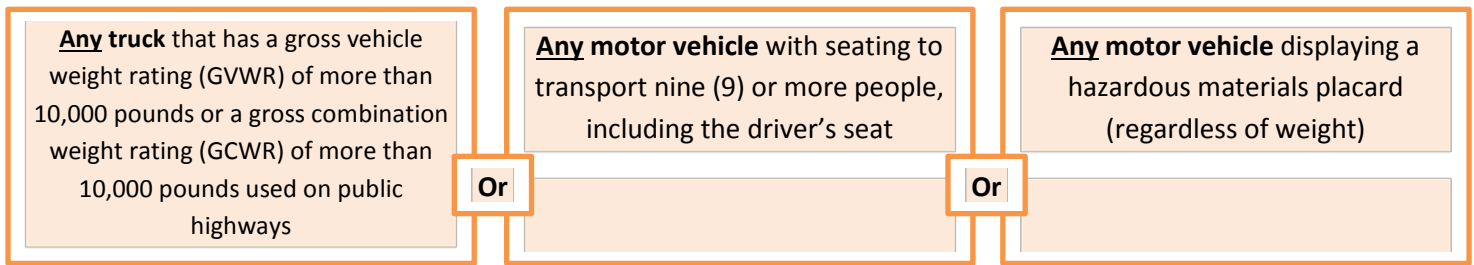 Any truck that has a gross vehicle
weight rating (GVWR) of more than
10,000 pounds or a gross combination
weight rating (GCWR) of more than
10,000 pounds used on public
highways
Or
Any motor vehicle with seating to
transport nine (9) or more people,
including the driver’s seat
Or
Any motor vehicle displaying a
hazardous materials placard
(regardless of weight)